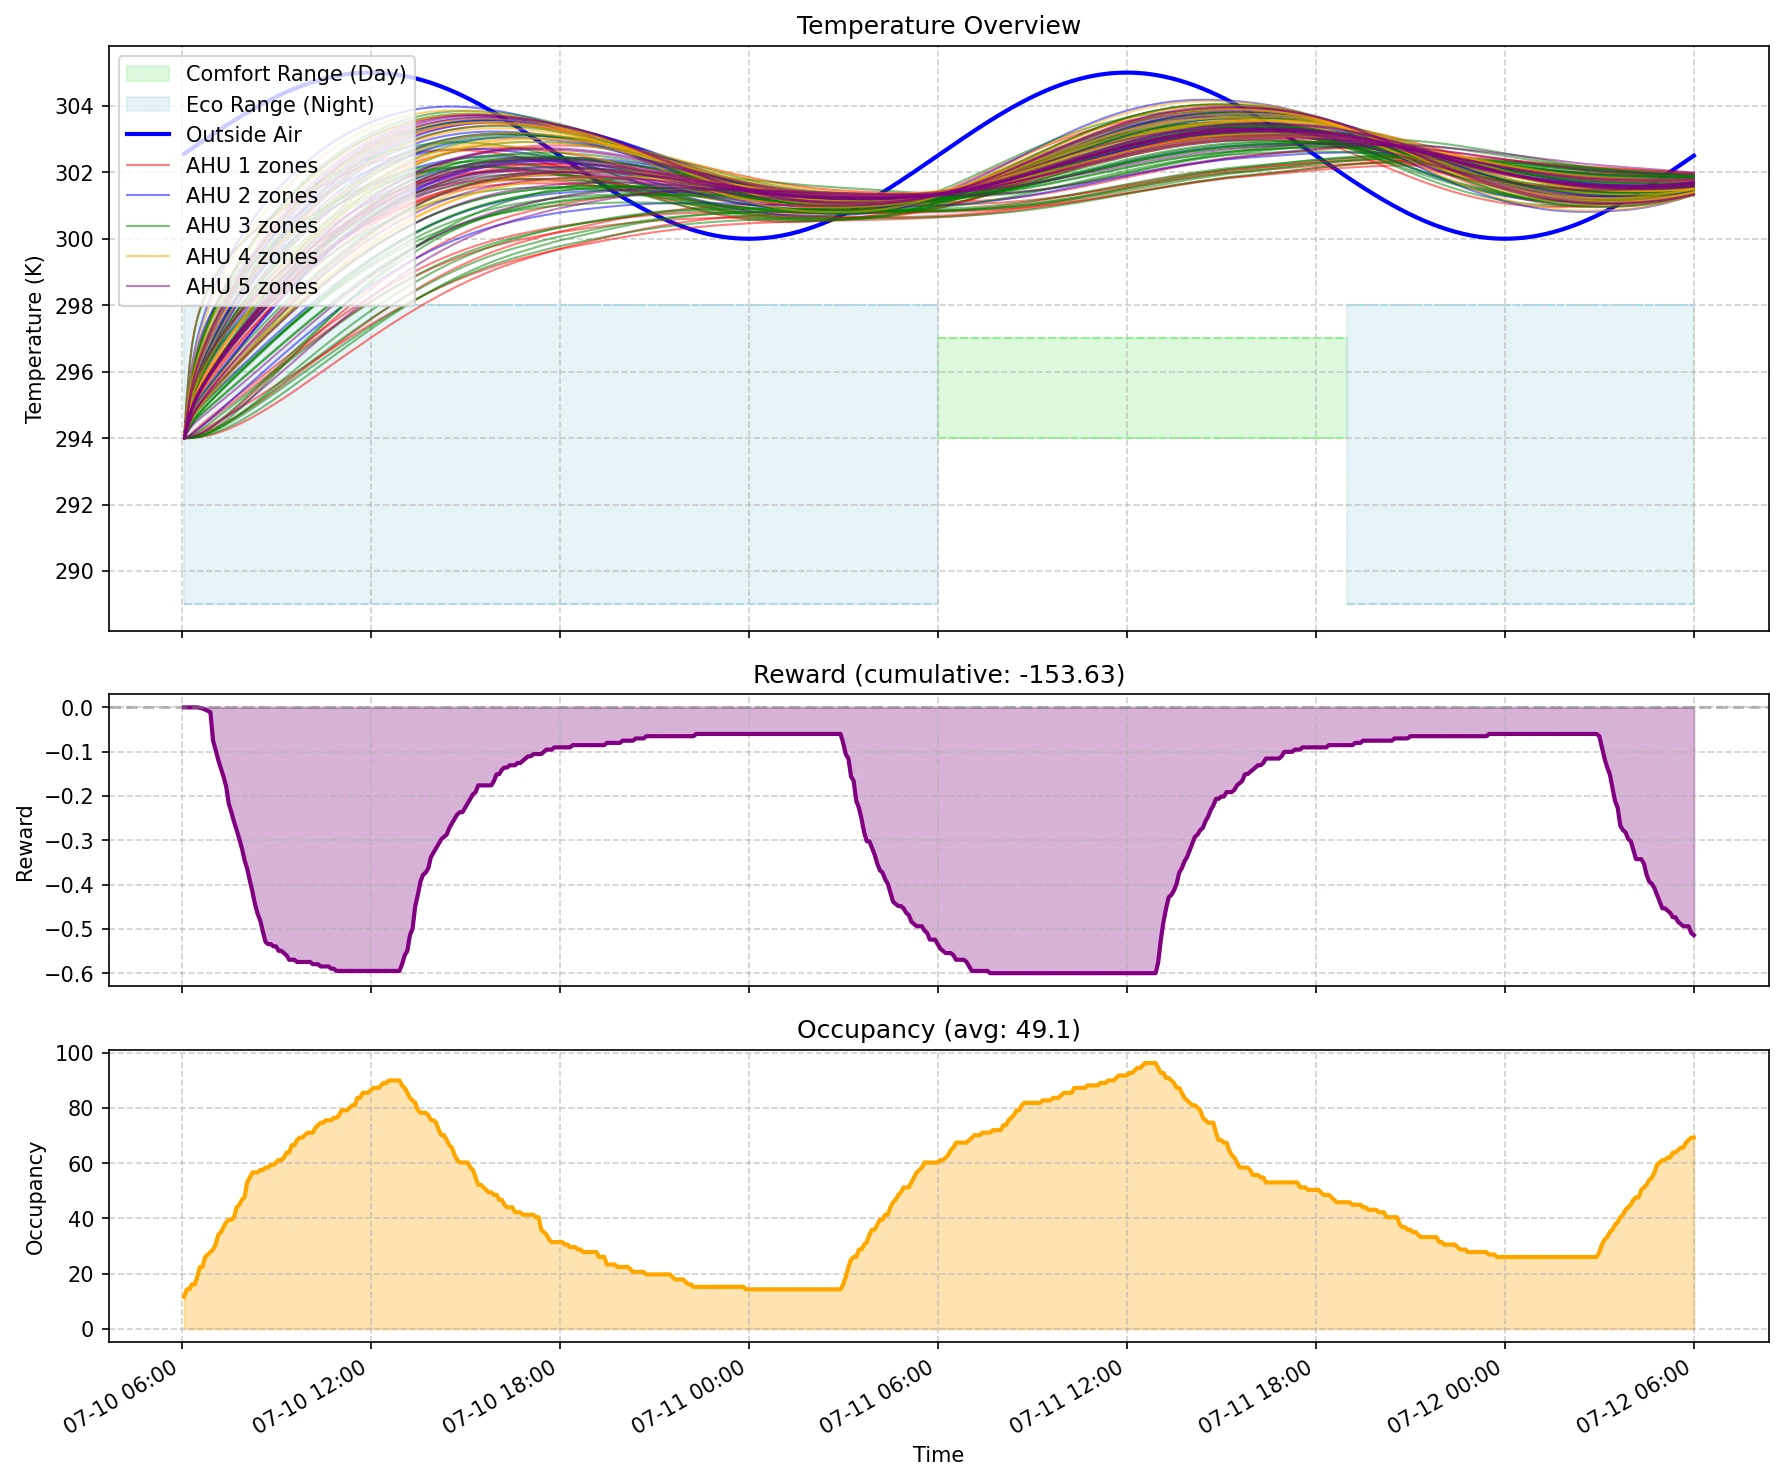 Temperature Overview
Comfort Range (Day)
Eco Range (Night)
Outside Air
AHU 1 zones
AHU 2 zones
AHU 3 zones
AHU 4 zones
AHU 5 zones
Temperature (K)
304
302
300
298
296
294
292
290
Reward (cumulative: -153.63)
Reward
0.0
−0.1
−0.2
−0.3
−0.4
−0.5
−0.6
Occupancy (avg: 49.1)
Occupancy
100
80
60
40
20
0
07-10 06:00
07-10 12:00
07-10 18:00
07-11 00:00
07-11 06:00
07-11 12:00
07-11 18:00
07-12 00:00
07-12 06:00
Time